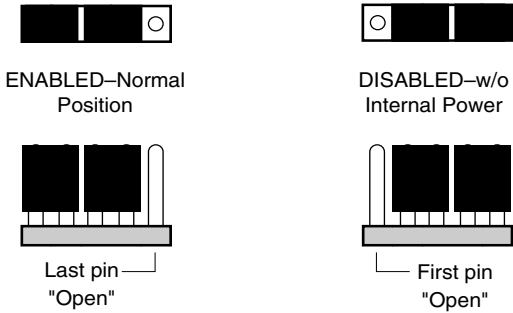 ENABLED–Normal
Position
DISABLED–w/o
Internal Power
Last pin
"Open"
First pin
"Open"